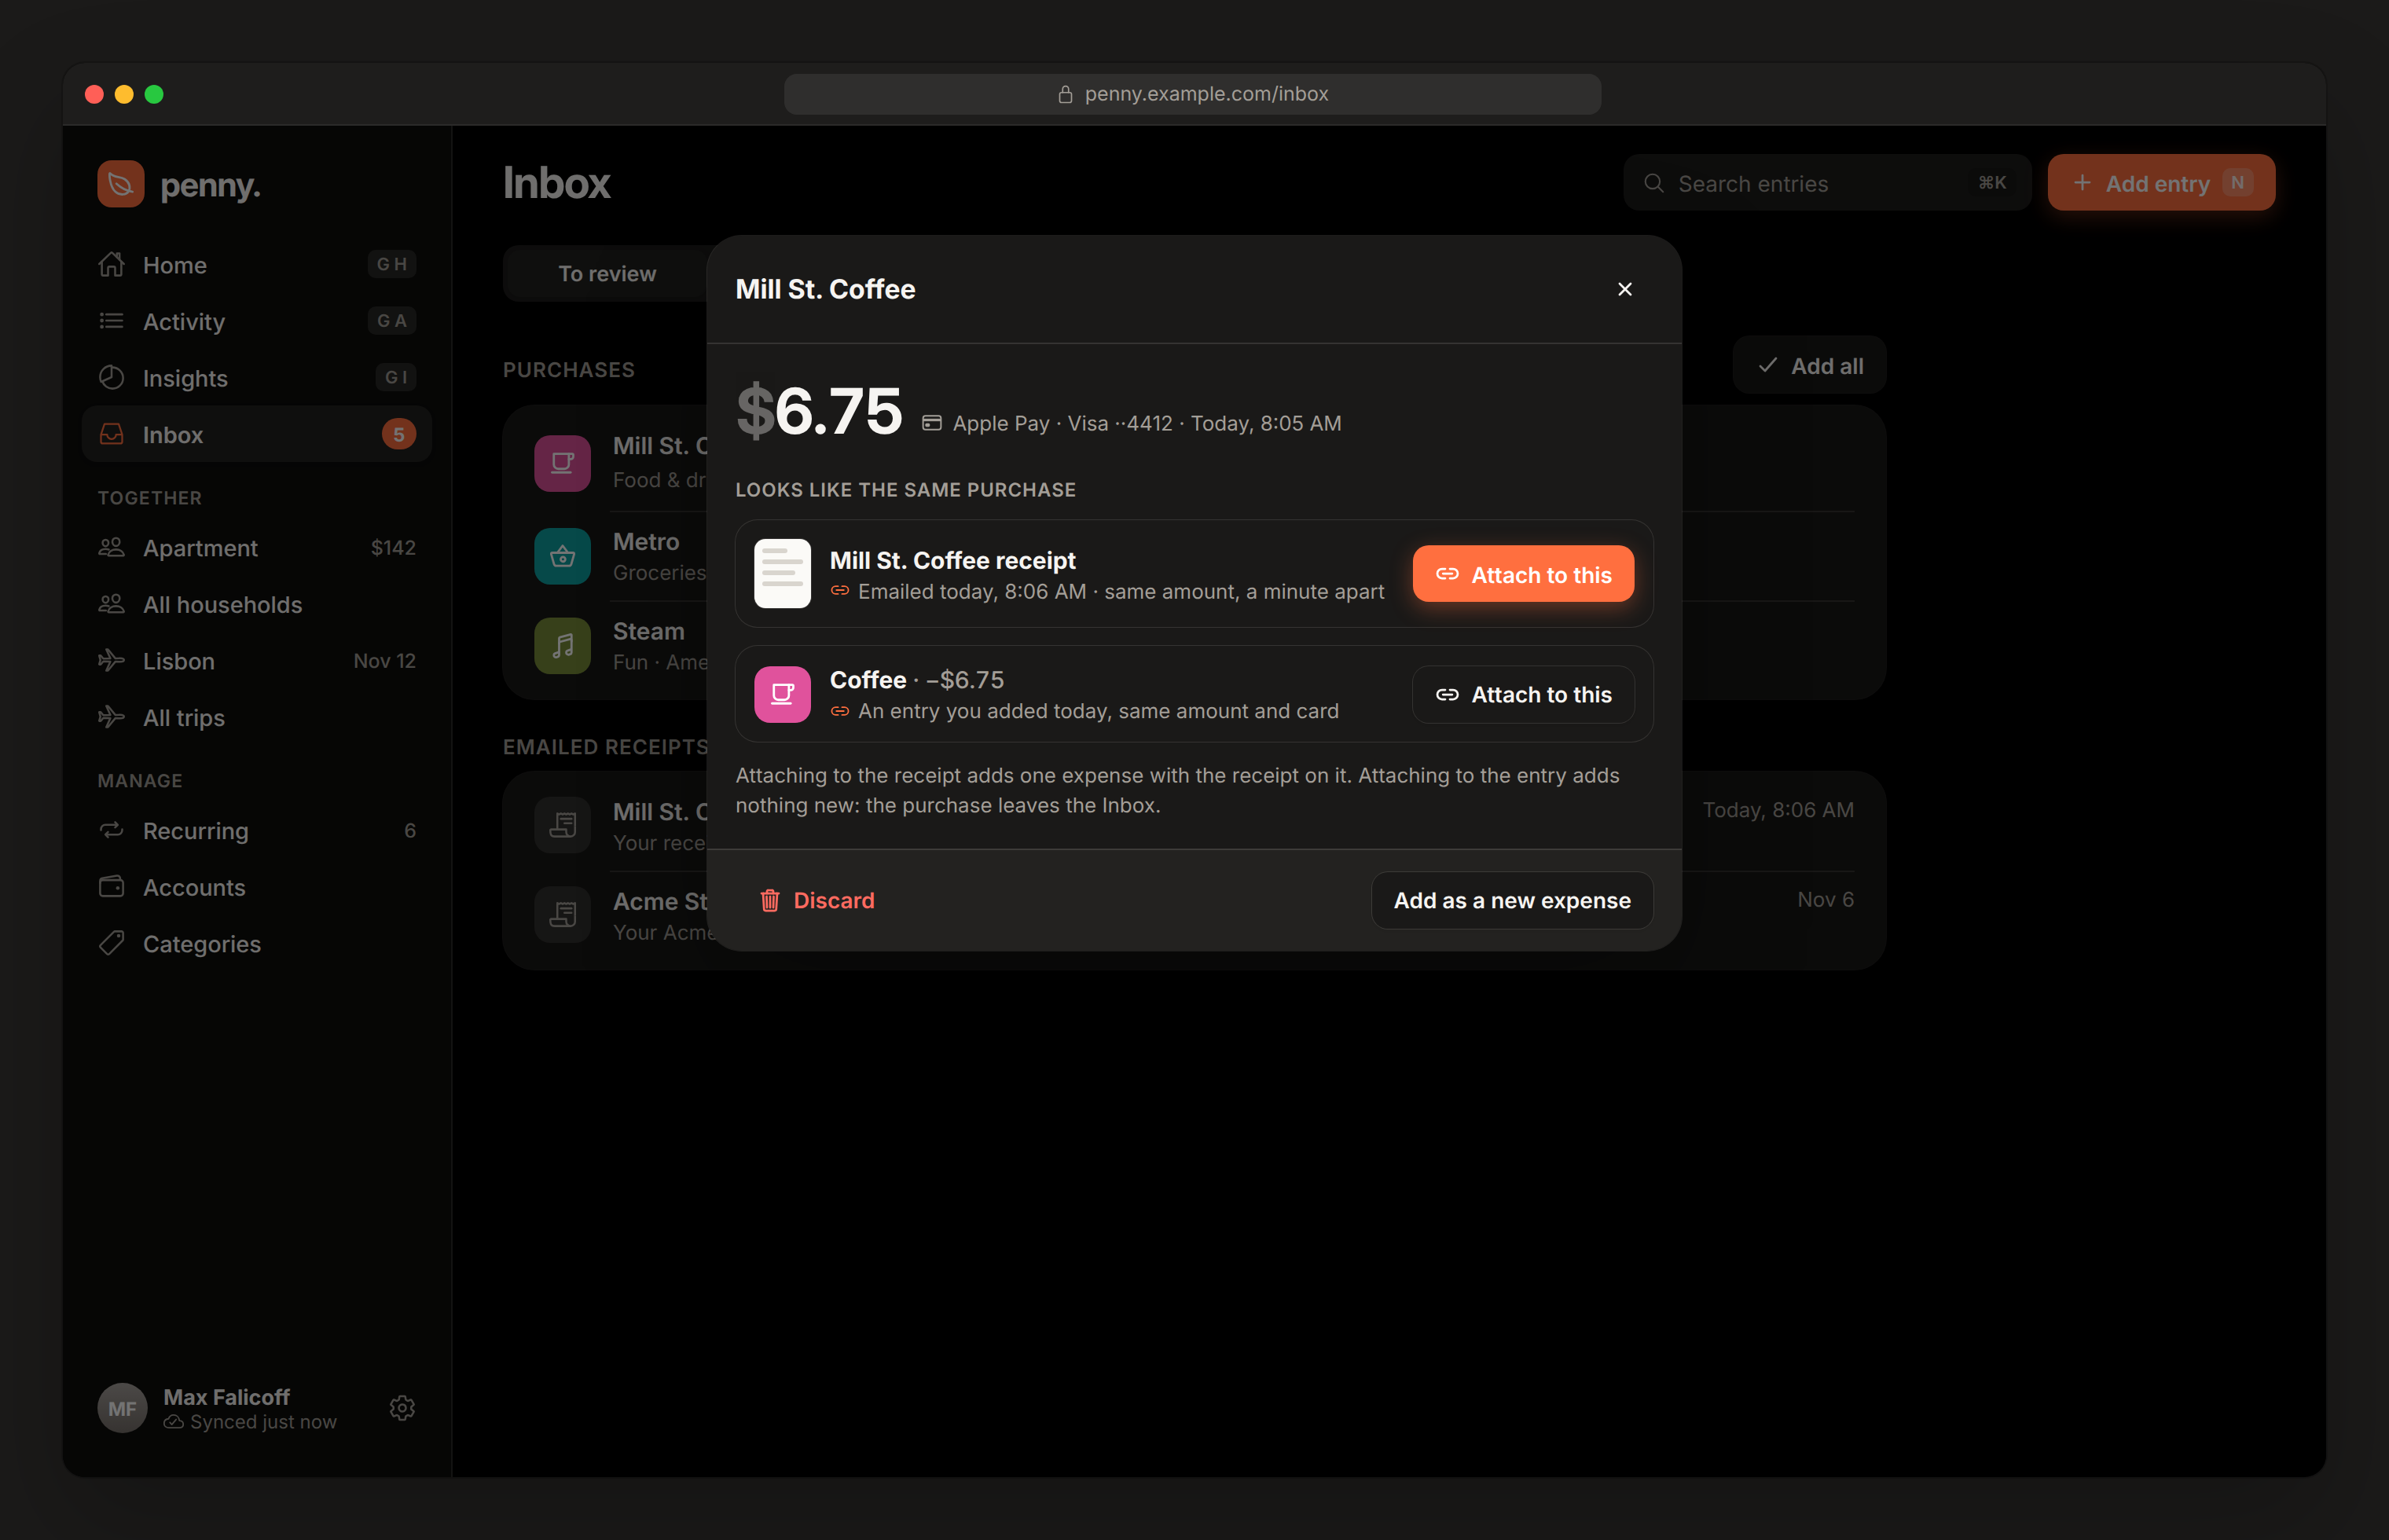 penny.example.com/inbox
penny.
Home G H
Activity G A
Insights G I
Inbox 5
TOGETHER
Apartment $142
All households
Lisbon Nov 12
All trips
MANAGE
Recurring 6
Accounts
Categories
MF
Max Falicoff
Synced just now
Inbox
Search entries ⌘K
Add entry N
To review
PURCHASES
Add all
Mill St. C
Food & dr
Metro
Groceries
Steam
Fun · Ame
EMAILED RECEIPTS
Mill St. C
Your rece
Today, 8:06 AM
Acme St
Your Acme
Nov 6
Mill St. Coffee
$6.75 Apple Pay · Visa ··4412 · Today, 8:05 AM
LOOKS LIKE THE SAME PURCHASE
Mill St. Coffee receipt
Emailed today, 8:06 AM · same amount, a minute apart
Attach to this
Coffee · −$6.75
An entry you added today, same amount and card
Attach to this
Attaching to the receipt adds one expense with the receipt on it. Attaching to the entry adds
nothing new: the purchase leaves the Inbox.
Discard
Add as a new expense